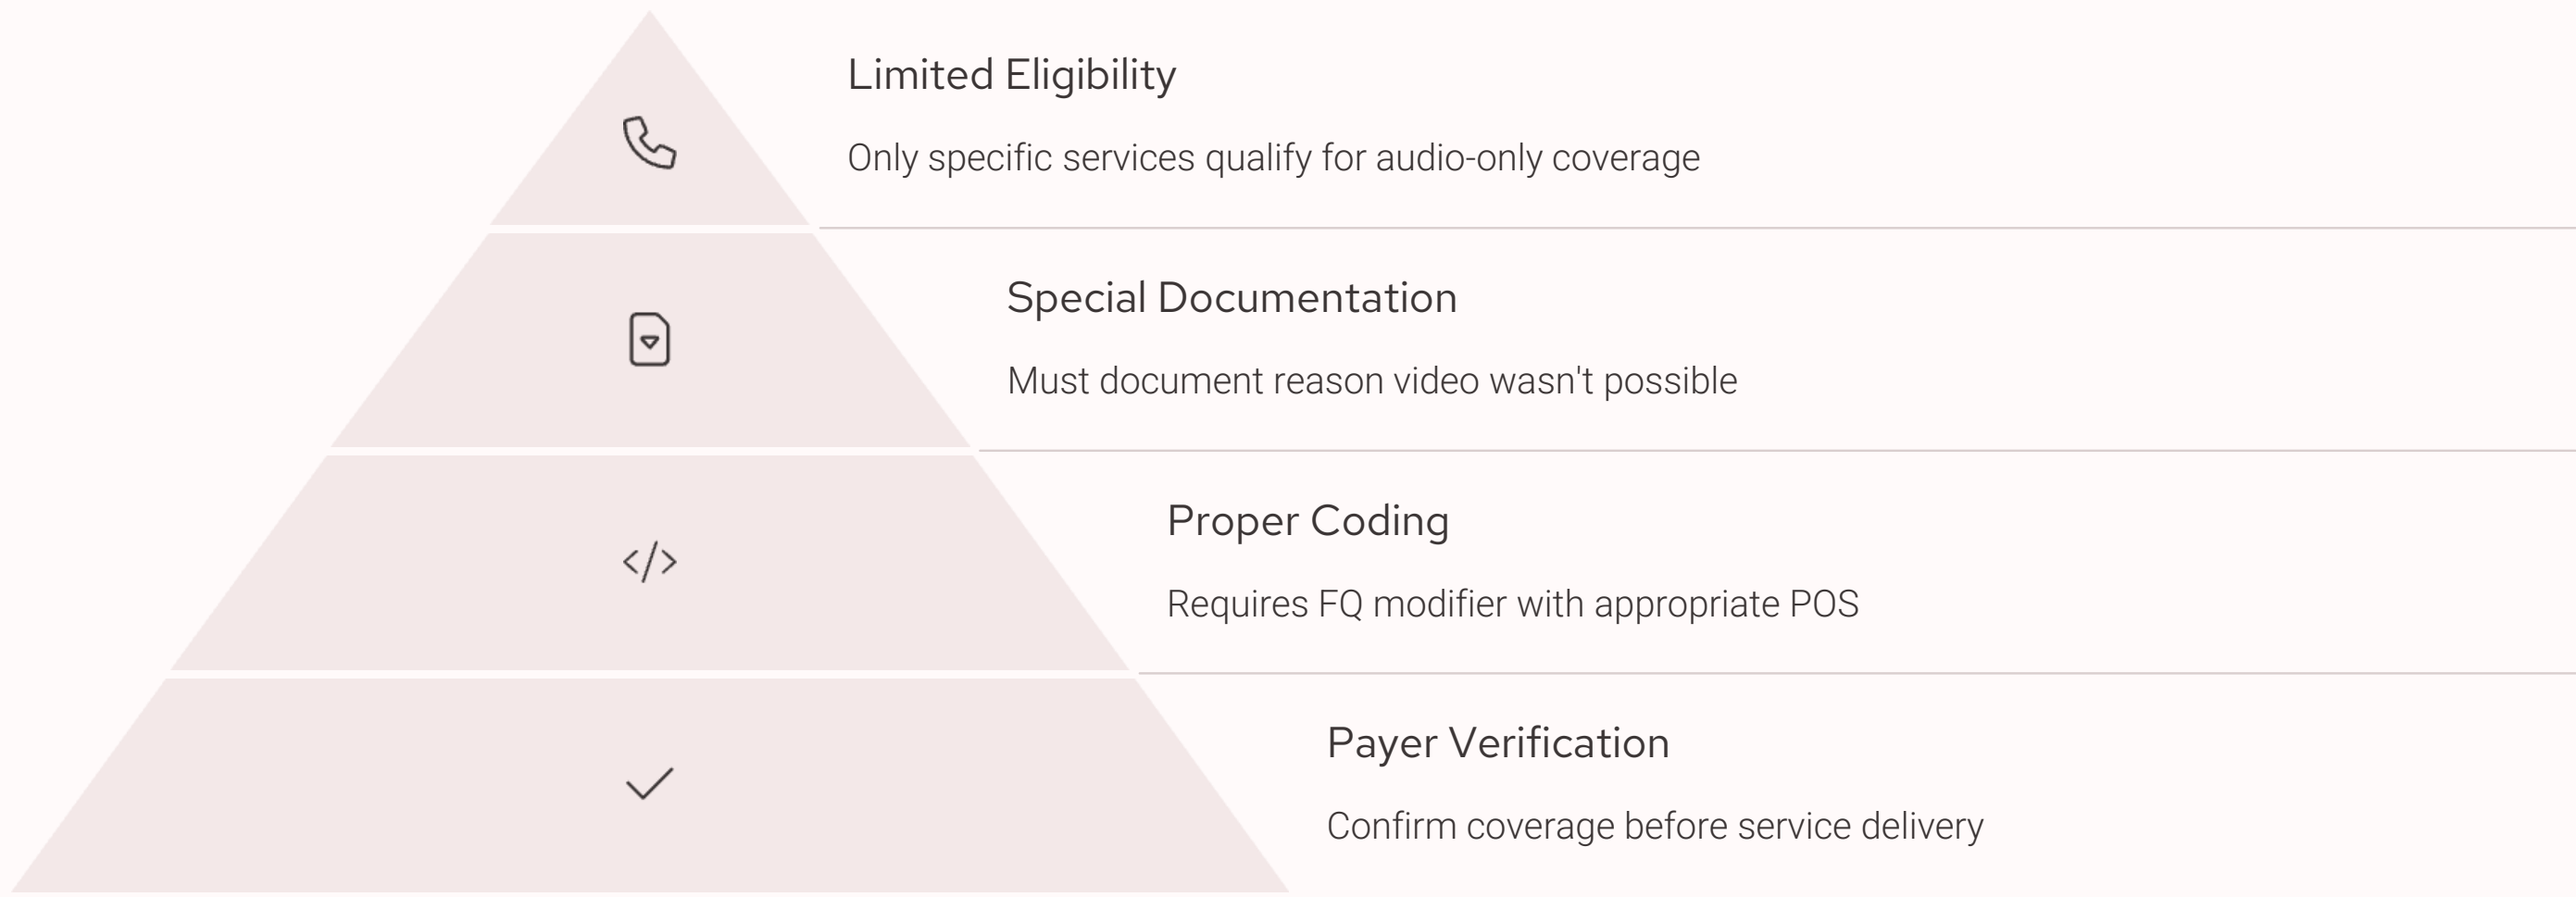 Limited Eligibility
Only specific services qualify for audio-only coverage
Special Documentation
Must document reason video wasn't possible
Proper Coding
Requires FQ modifier with appropriate POS
Payer Verification
Confirm coverage before service delivery